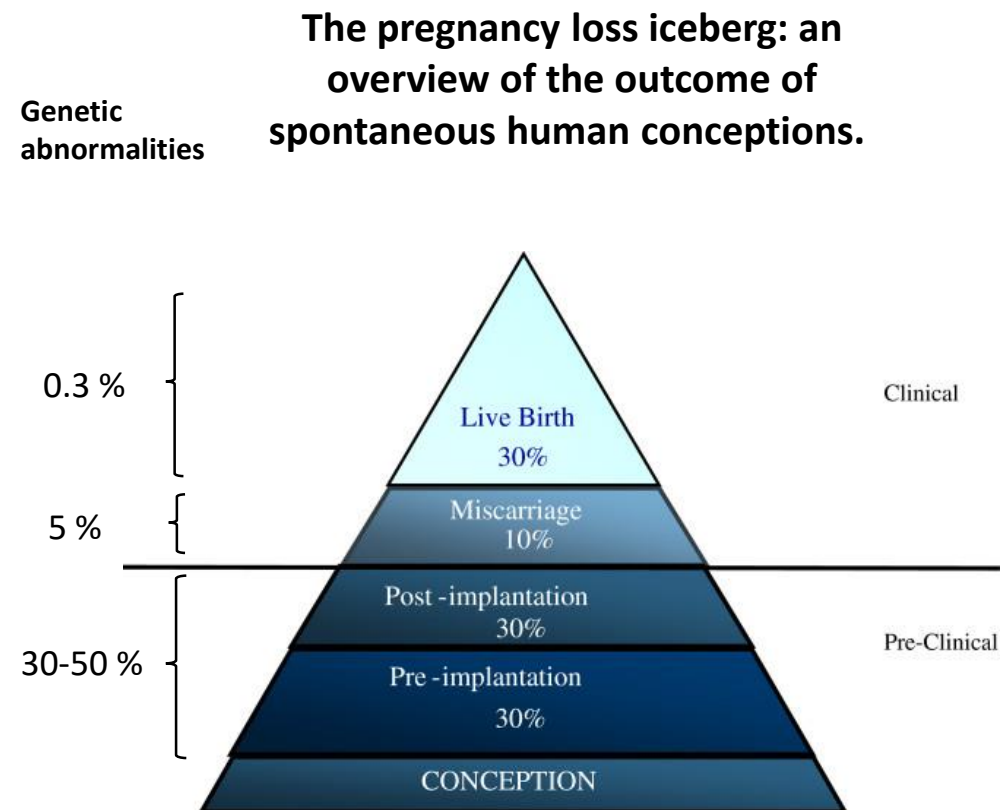 The pregnancy loss iceberg: an
overview of the outcome of
spontaneous human conceptions.
Genetic
abnormalities
0.3 %
Live Birth
30%
Clinical
5 %
Miscarriage
10%
30-50 %
Post -implantation
30%
Pre-Clinical
Pre -implantation
30%
CONCEPTION